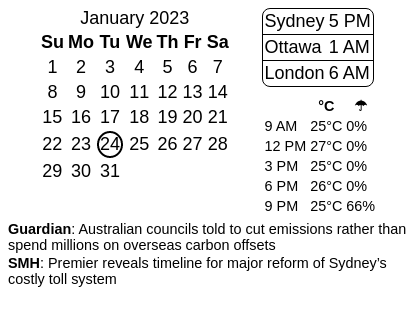 January 2023
Su Mo Tu We Th Fr Sa
1 2 3 4 5 6 7
8 9 10 11 12 13 14
15 16 17 18 19 20 21
22 23 24 25 26 27 28
29 30 31
Sydney 5 PM
Ottawa 1 AM
London 6 AM
°C ☂
9 AM 25°C 0%
12 PM 27°C 0%
3 PM 25°C 0%
6 PM 26°C 0%
9 PM 25°C 66%
Guardian: Australian councils told to cut emissions rather than
spend millions on overseas carbon offsets
SMH: Premier reveals timeline for major reform of Sydney's
costly toll system